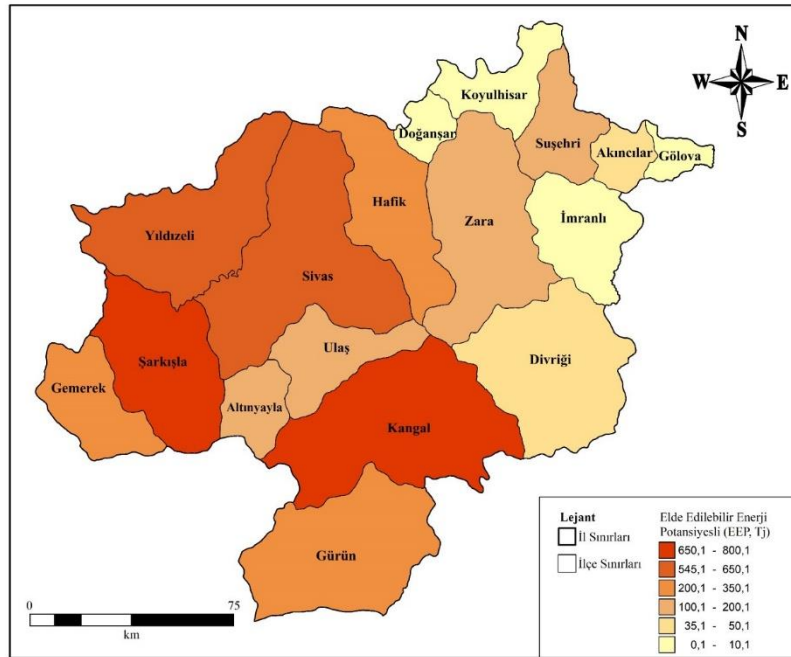 N
W E
S
Koyulhisar
Doğanşar
Suşehri
Akıncılar
Gölova
Hafik
Zara
İmranlı
Yıldızeli
Sivas
Ulaş
Divriği
Şarkışla
Gemerek
Altınyayla
Kangal
Gürün
0 75
km
Lejant
İl Sınırları
İlçe Sınırları
Elde Edilebilir Enerji
Potansiyesli (EEP, Tj)
650,1 - 800,1
545,1 - 650,1
200,1 - 350,1
100,1 - 200,1
35,1 - 50,1
0,1 - 10,1